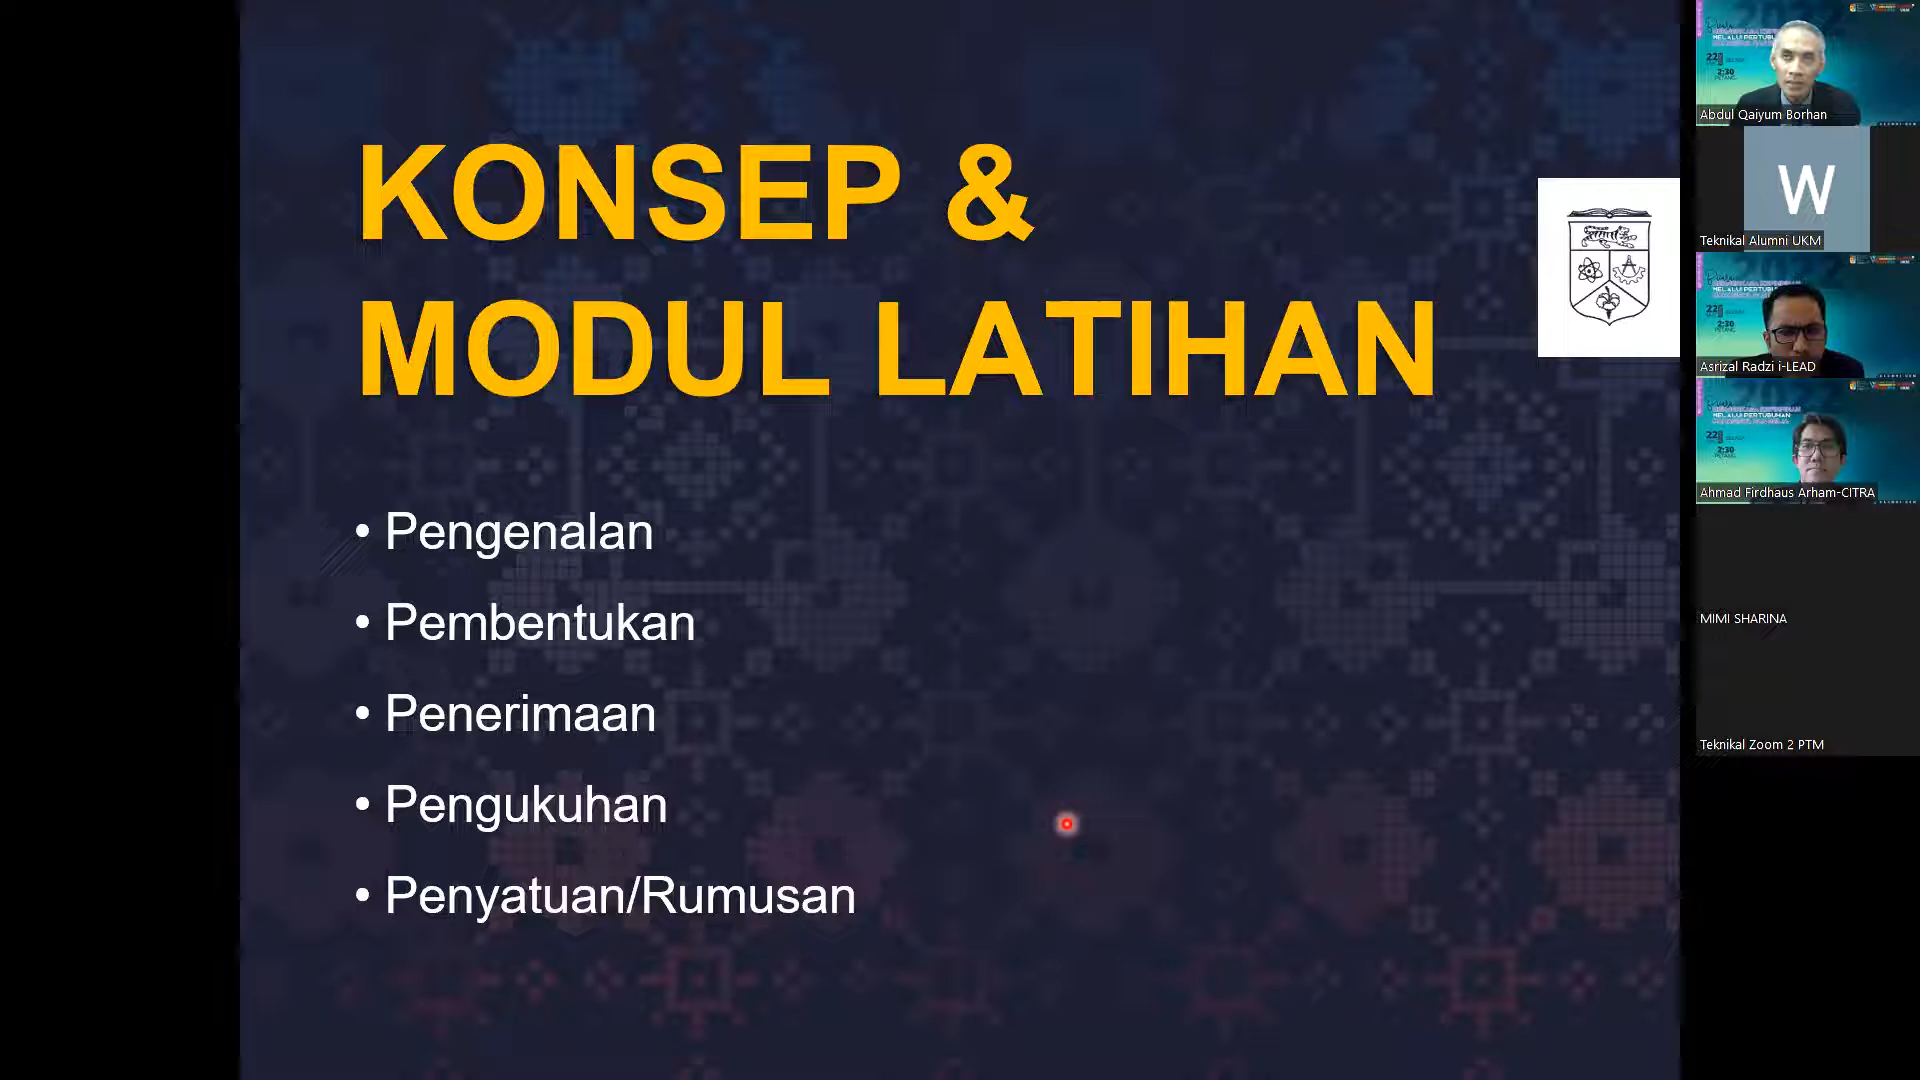 KONSEP &
MODUL LATIHAN
• Pengenalan
• Pembentukan
• Penerimaan
• Pengukuhan
• Penyatuan/Rumusan
Abdul Qaiyum Borhan
W
Teknikal Alumni UKM
Asrizal Radzi i-LEAD
Ahmad Firdhaus Arham-CITRA
MIMI SHARINA
Teknikal Zoom 2 PTM